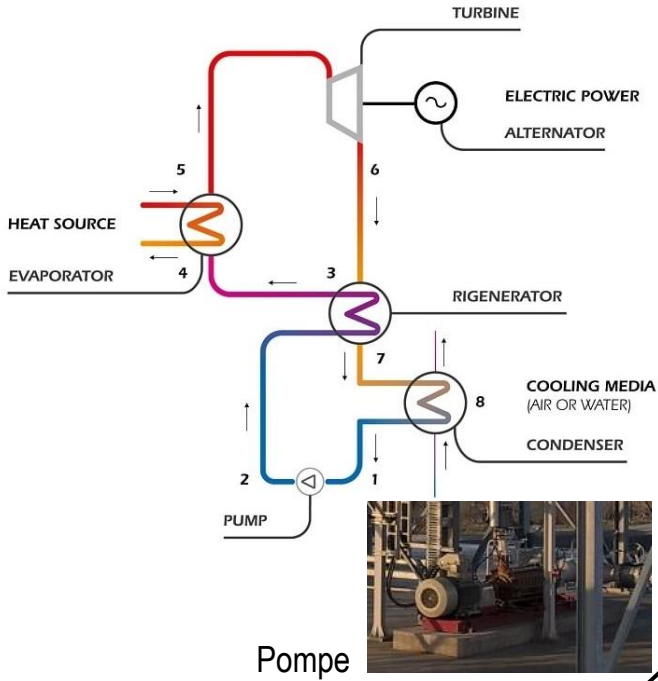 TURBINE
ELECTRIC POWER
ALTERNATOR
5
6
HEAT SOURCE
EVAPORATOR
4
3
RIGENERATOR
7
8
COOLING MEDIA
(AIR OR WATER)
CONDENSER
2
1
PUMP
Pompe